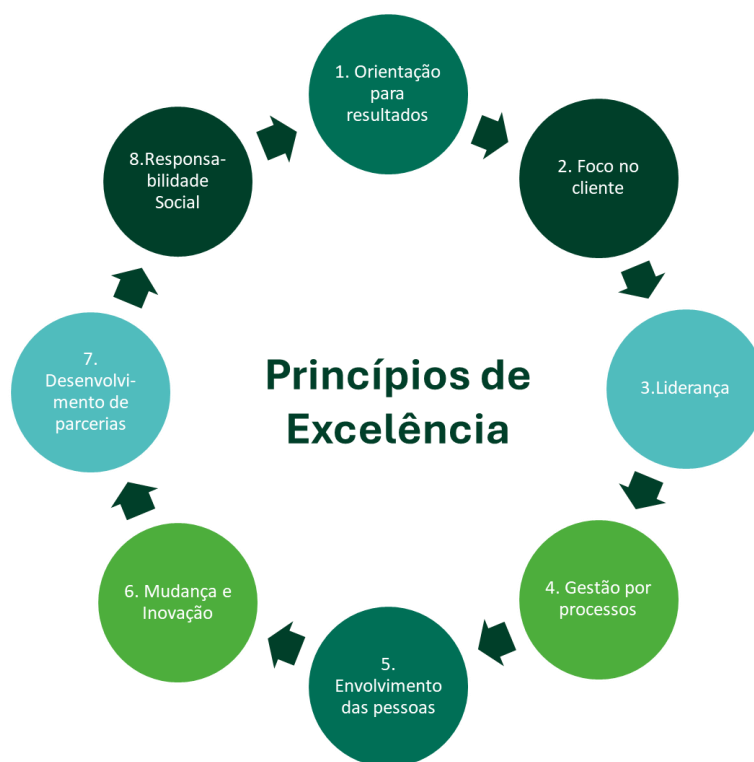 1. Orientação
para
resultados
2. Foco no
cliente
3.Liderança
4. Gestão por
processos
5.
Envolvimento
das pessoas
6. Mudança e
Inovação
7.
Desenvolvi-
mento de
parcerias
8.Responsa-
bilidade
Social
Princípios de
Excelência